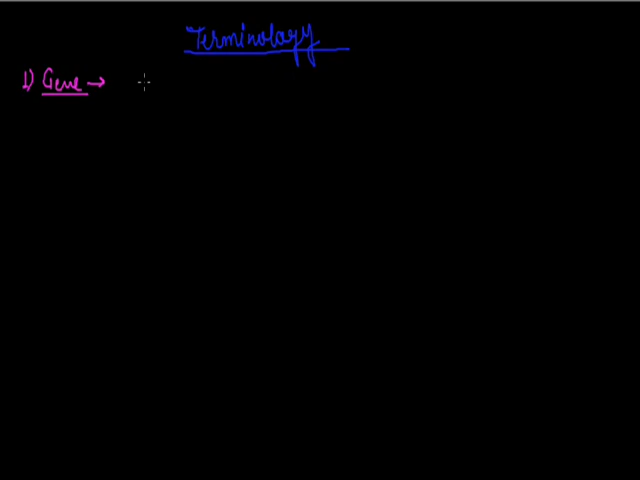 Terminology
1) Gene →